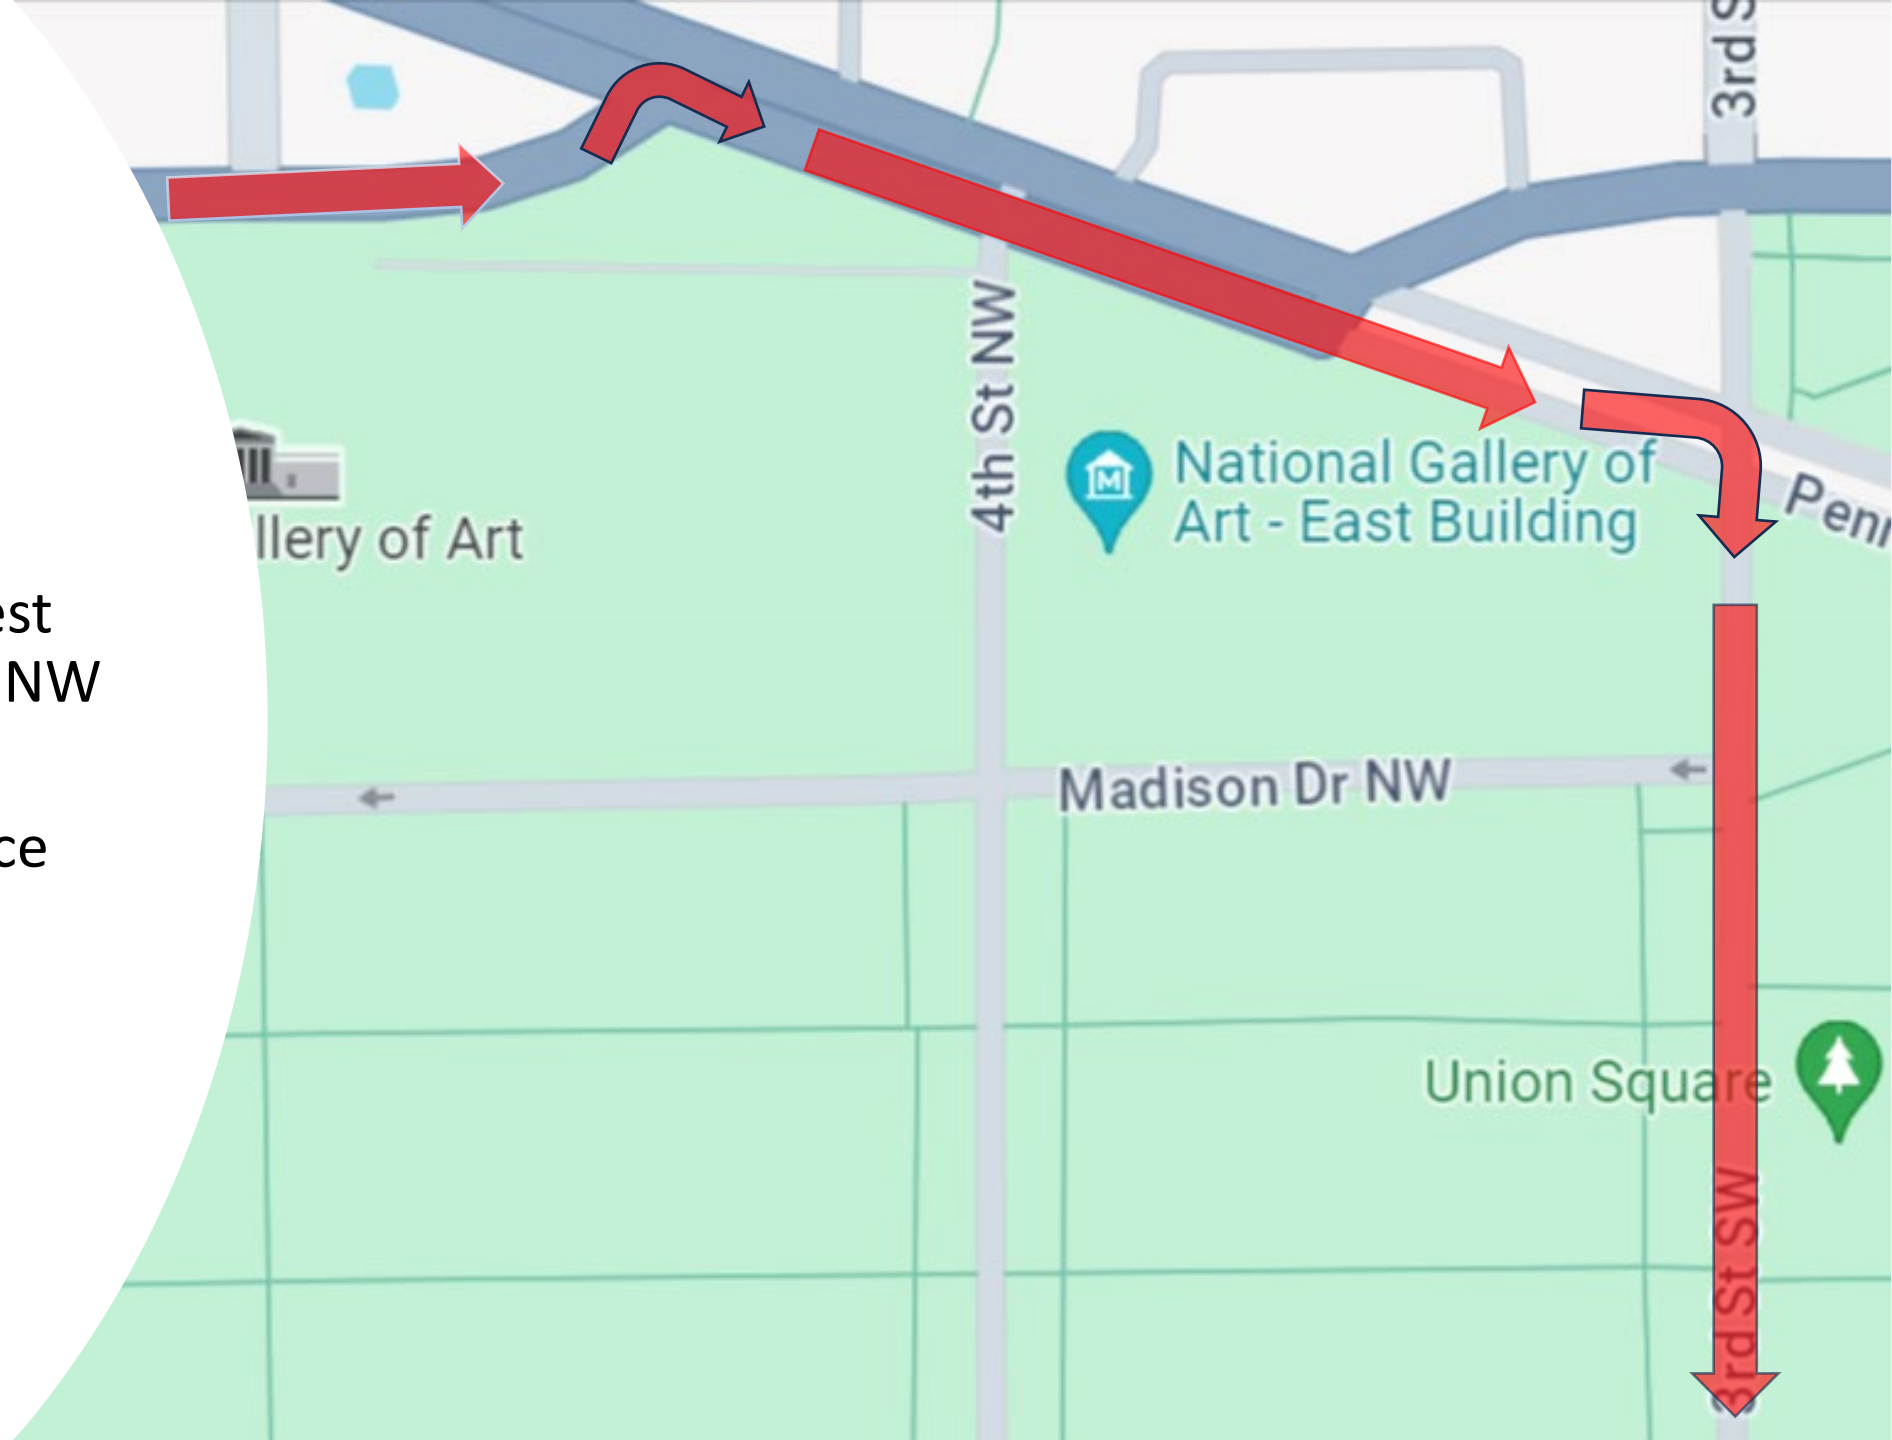 est
NW
ce
3rd S
4th St NW
National Gallery of
Art - East Building
Penn
llery of Art
Madison Dr NW
Union Square
3rd St SW